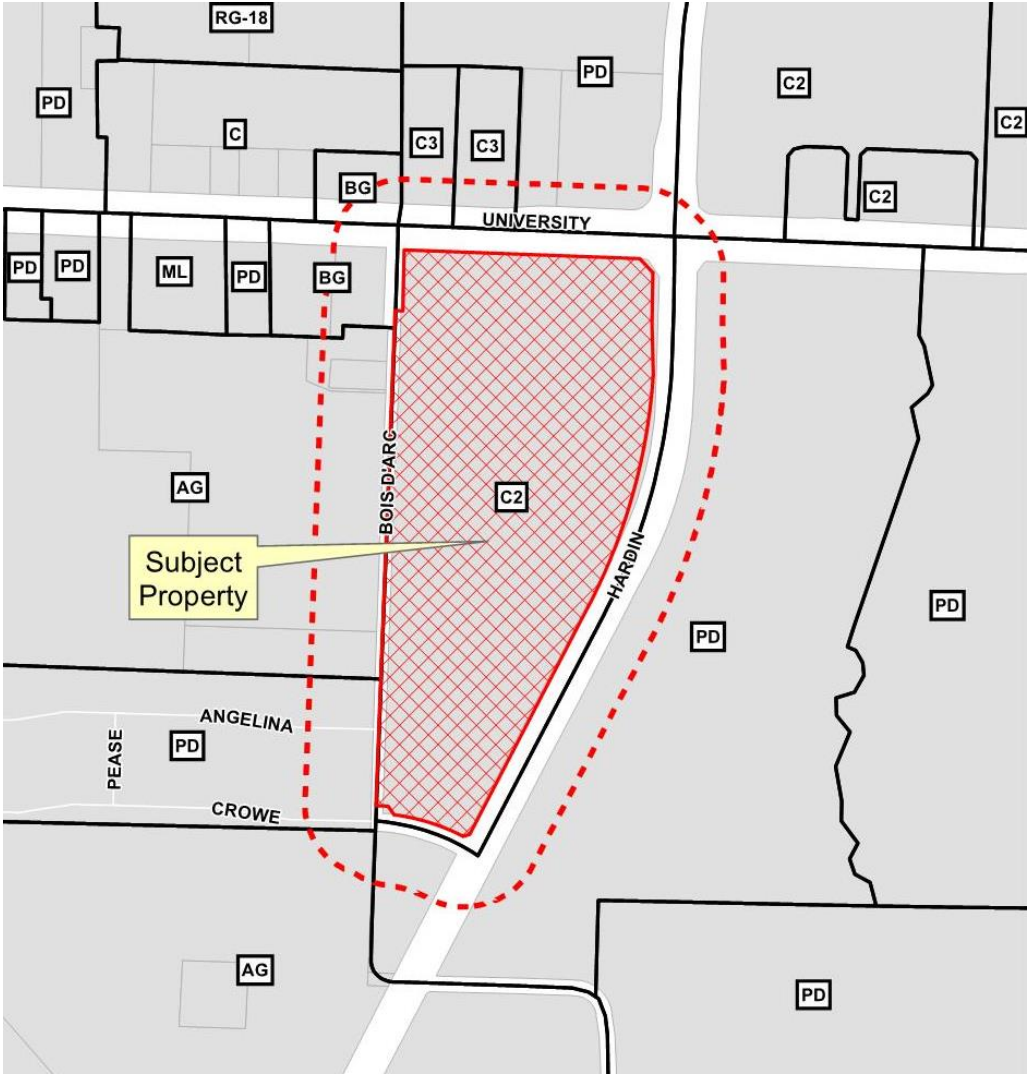 RG-18
PD
PD
C2
C2
C
C3
C3
BG
C2
UNIVERSITY
PD
PD
ML
PD
BG
BOIS D'ARC
AG
C2
Subject
Property
HARDIN
PD
PD
ANGELINA
PEASE
PD
CROWE
AG
PD